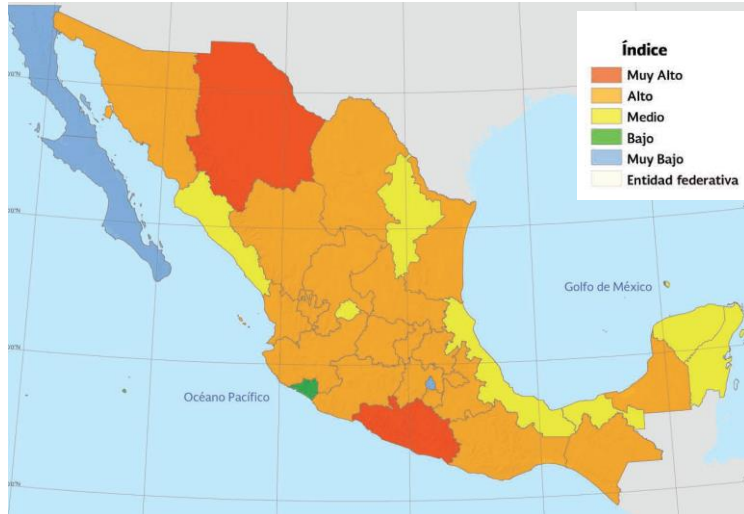 Índice
Muy Alto
Alto
Medio
Bajo
Muy Bajo
Entidad federativa
Golfo de México
Océano Pacífico